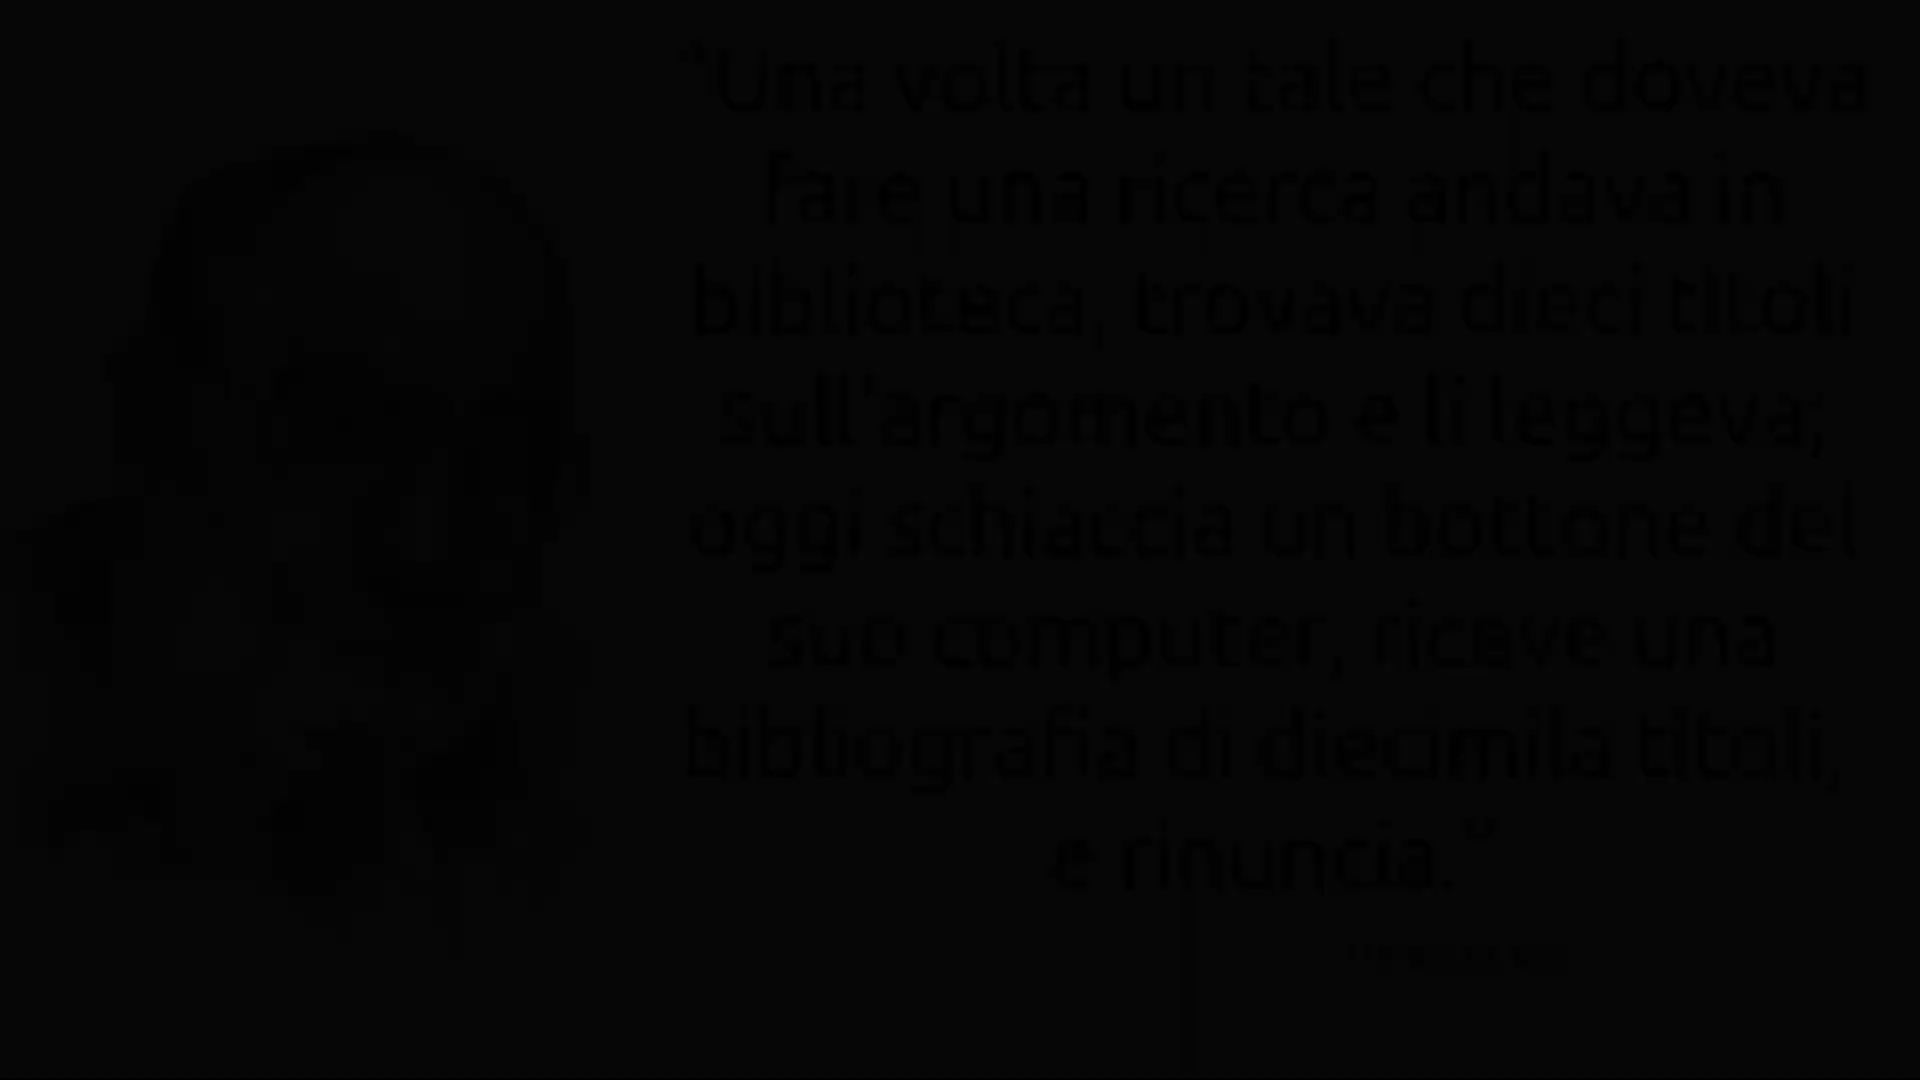 "Una volta un tale che doveva
fare una ricerca andava in
biblioteca, trovava dieci titoli
sull'argomento e li leggeva;
oggi schiaccia un bottone del
suo computer, riceve una
bibliografia di diecimila titoli,
e rinuncia."